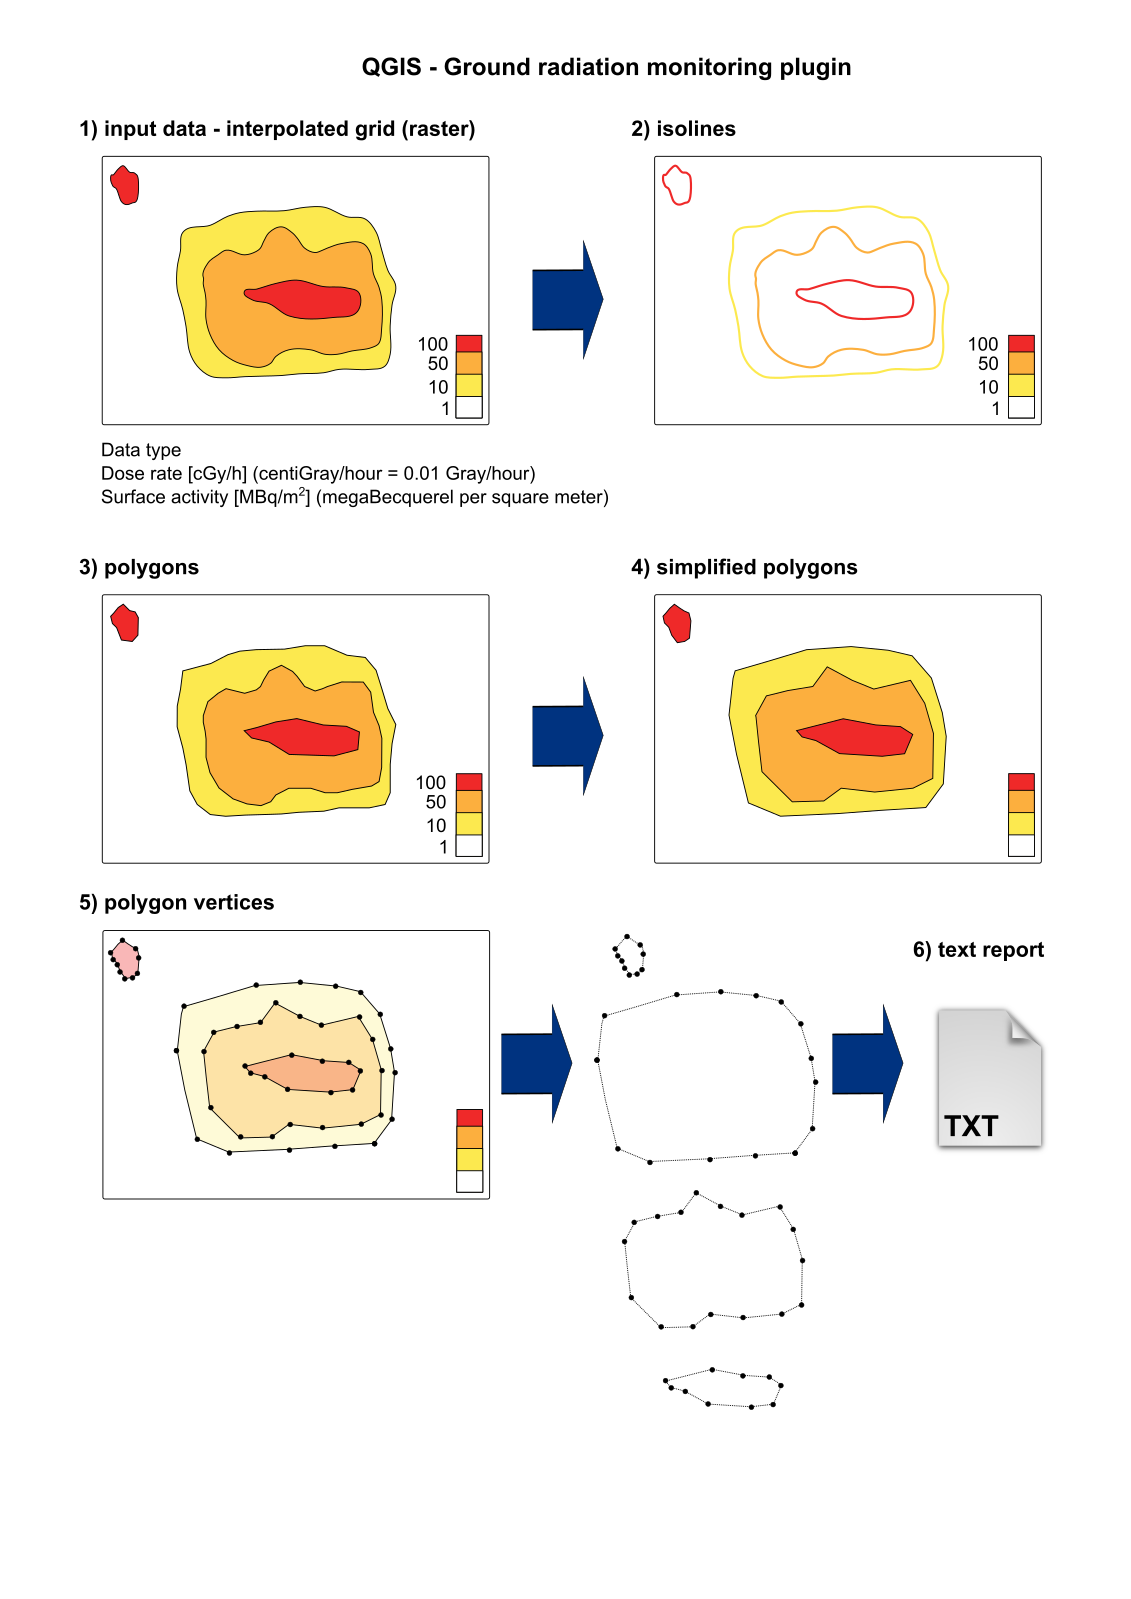 QGIS - Ground radiation monitoring plugin
1) input data - interpolated grid (raster)
100
50
10
1
Data type
Dose rate [cGy/h] (centiGray/hour = 0.01 Gray/hour)
Surface activity [MBq/m²] (megaBecquerel per square meter)
2) isolines
100
50
10
1
3) polygons
100
50
10
1
4) simplified polygons
5) polygon vertices
6) text report
TXT